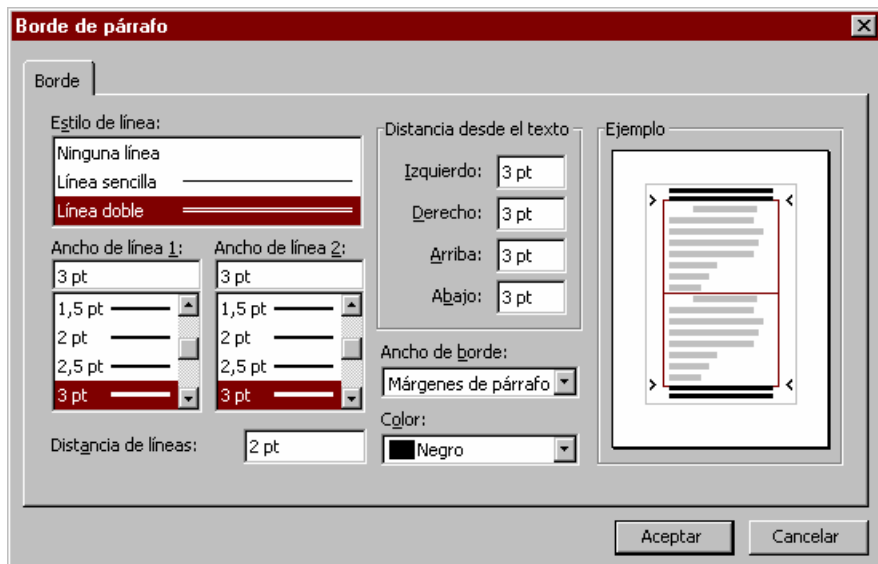 Borde de párrafo
Borde
Estilo de línea:
Ninguna línea
Línea sencilla
Línea doble
Ancho de línea 1:
3 pt
1,5 pt
2 pt
2,5 pt
3 pt
Ancho de línea 2:
3 pt
1,5 pt
2 pt
2,5 pt
3 pt
Distancia de líneas: 2 pt
Distancia desde el texto
Izquierdo: 3 pt
Derecho: 3 pt
Arriba: 3 pt
Abajo: 3 pt
Ancho de borde:
Márgenes de párrafo
Color:
Negro
Ejemplo
Aceptar
Cancelar